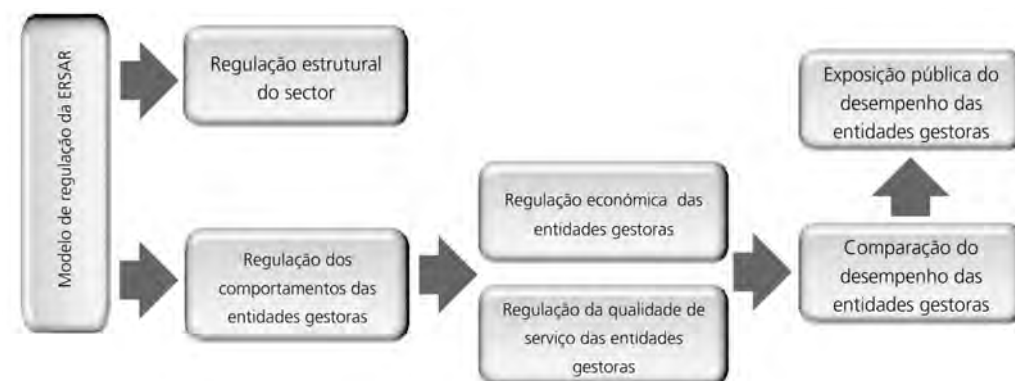 Modelo de regulação da ERSAR
Regulação estrutural
do sector
Regulação dos
comportamentos das
entidades gestoras
Regulação económica das
entidades gestoras
Regulação da qualidade de
serviço das entidades
gestoras
Comparação do
desempenho das
entidades gestoras
Exposição pública do
desempenho das
entidades gestoras